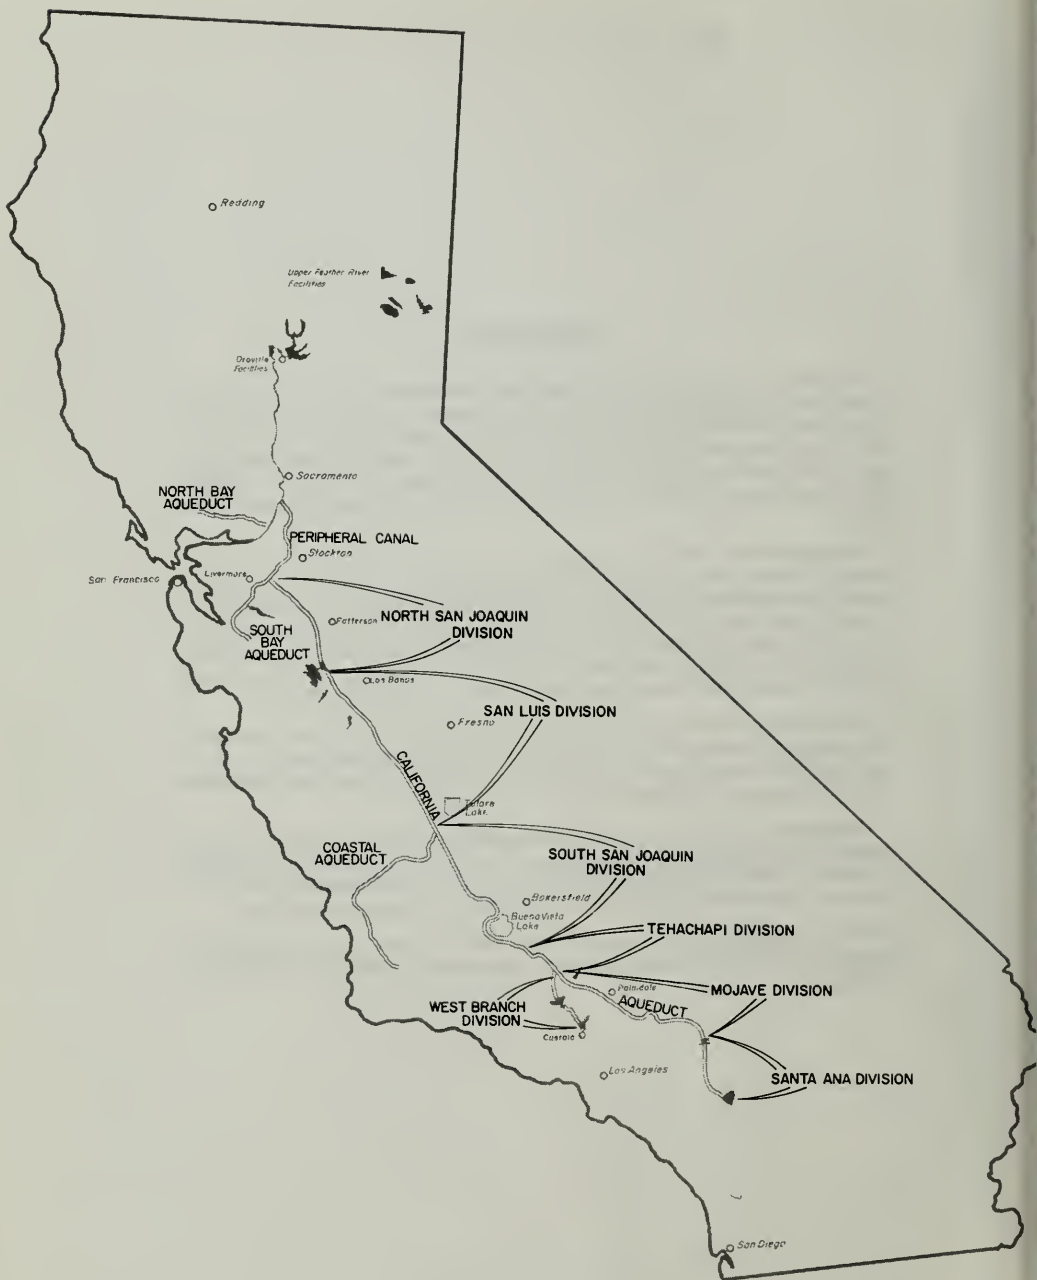 Redding
Upper Feather River
Facilities
Oroville
Facilities
Sacramento
NORTH BAY
AQUEDUCT
PERIPHERAL CANAL
Stockton
San Francisco
Livermore
Patterson
NORTH SAN JOAQUIN
DIVISION
SOUTH
BAY
AQUEDUCT
Los Banos
SAN LUIS DIVISION
Fresno
CALIFORNIA
Tulare
Lake
COASTAL
AQUEDUCT
SOUTH SAN JOAQUIN
DIVISION
Bakersfield
Buena Vista
Lake
TEHACHAPI DIVISION
Palmdale
MOJAVE DIVISION
AQUEDUCT
WEST BRANCH
DIVISION
Castaic
Los Angeles
SANTA ANA DIVISION
San Diego